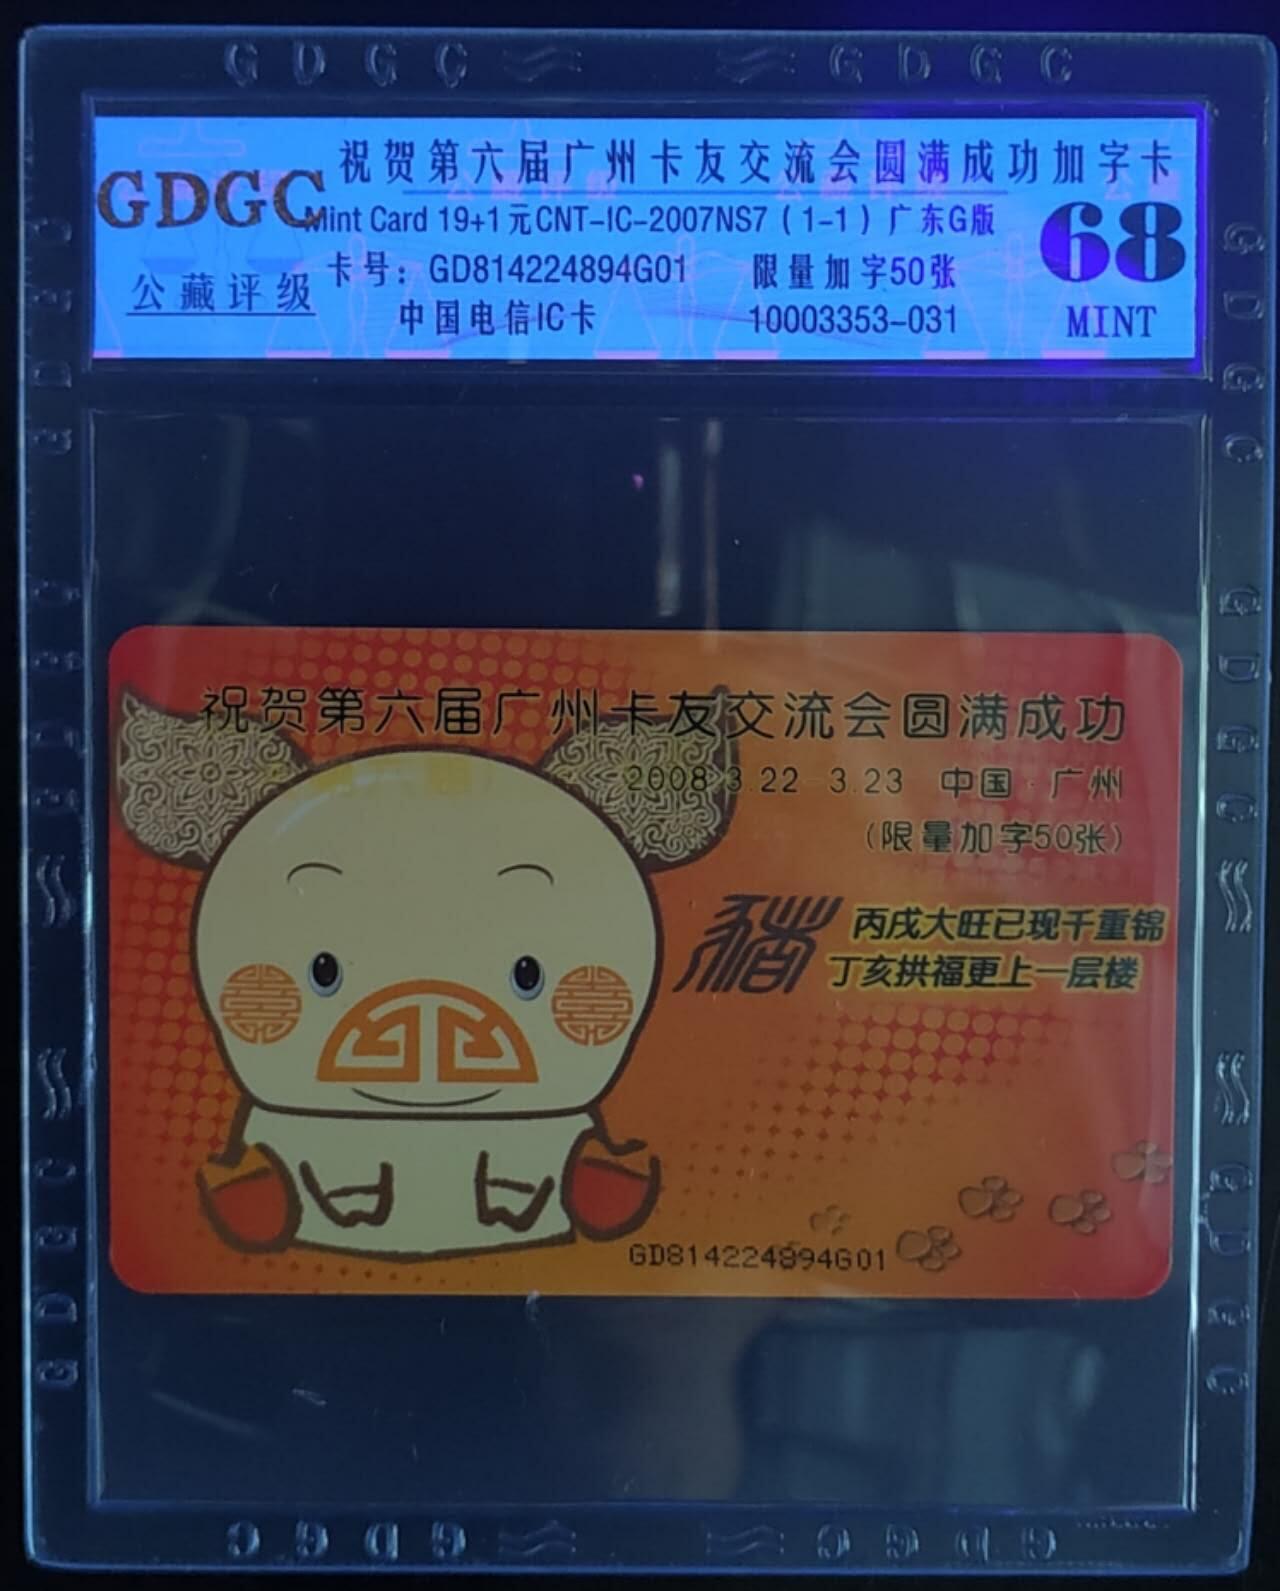 GDGC≈ ≈GDGC
祝贺第六届广州卡友交流会圆满成功加字卡
GDGC
Mint Card 19+1元CNT-IC-2007NS7（1-1）广东G版
68
卡号：GD814224894G01 限量加字50张
公藏评级
中国电信IC卡 10003353-031 MINT
祝贺第六届广州卡友交流会圆满成功
2008 3.22 3.23 中国·广州
(限量加字50张)
豬
丙戌大旺已现千重锦
丁亥拱福更上一层楼
GD814224894G01